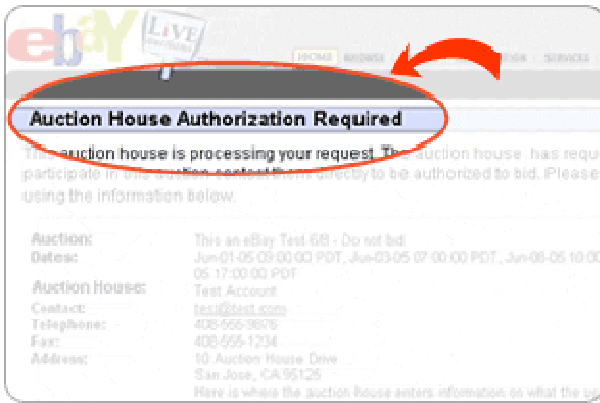 ebay LiVE auctions
HOME BROWSE SERVICES
Auction House Authorization Required
This auction house is processing your request. The auction house has requ
participate in this auction contact them directly to be authorized to bid. (Please
using the information below.
Auction: This an eBay Test 6/8 - Do not bid!
Dates: Jun-01-05 09:00:00 PDT, Jun-03-05 07:00:00 PDT, Jun-06-05 10:00
05 17:00:00 PDT
Auction House: Test Account
Contact: test@test.com
Telephone: 408-555-9876
Fax: 408-555-1234
Address: 10 Auction House Drive
San Jose, CA 95125
Here is where the auction house enters information on what the